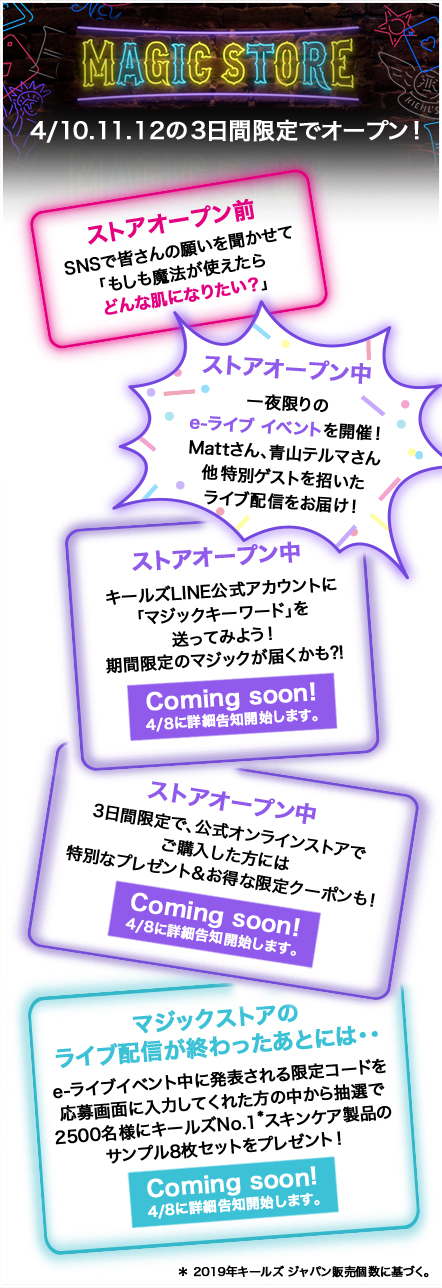 MAGIC STORE
4/10.11.12の3日間限定でオープン！
KIEHL'S
ストアオープン前
SNSで皆さんの願いを聞かせて
「もしも魔法が使えたら
どんな肌になりたい？」
ストアオープン中
一夜限りの
e-ライブ イベントを開催！
Mattさん、青山テルマさん
他 特別ゲストを招いた
ライブ配信をお届け！
ストアオープン中
キールズLINE公式アカウントに
「マジックキーワード」を
送ってみよう！
期間限定のマジックが届くかも?!
Coming soon!
4/8に詳細告知開始します。
ストアオープン中
3日間限定で、公式オンラインストアで
ご購入した方には
特別なプレゼント＆お得な限定クーポンも！
Coming soon!
4/8に詳細告知開始します。
マジックストアの
ライブ配信が終わったあとには・・
e-ライブイベント中に発表される限定コードを
応募画面に入力してくれた方の中から抽選で
2500名様にキールズNo.1*スキンケア製品の
サンプル8枚セットをプレゼント！
Coming soon!
4/8に詳細告知開始します。
＊ 2019年キールズ ジャパン販売個数に基づく。